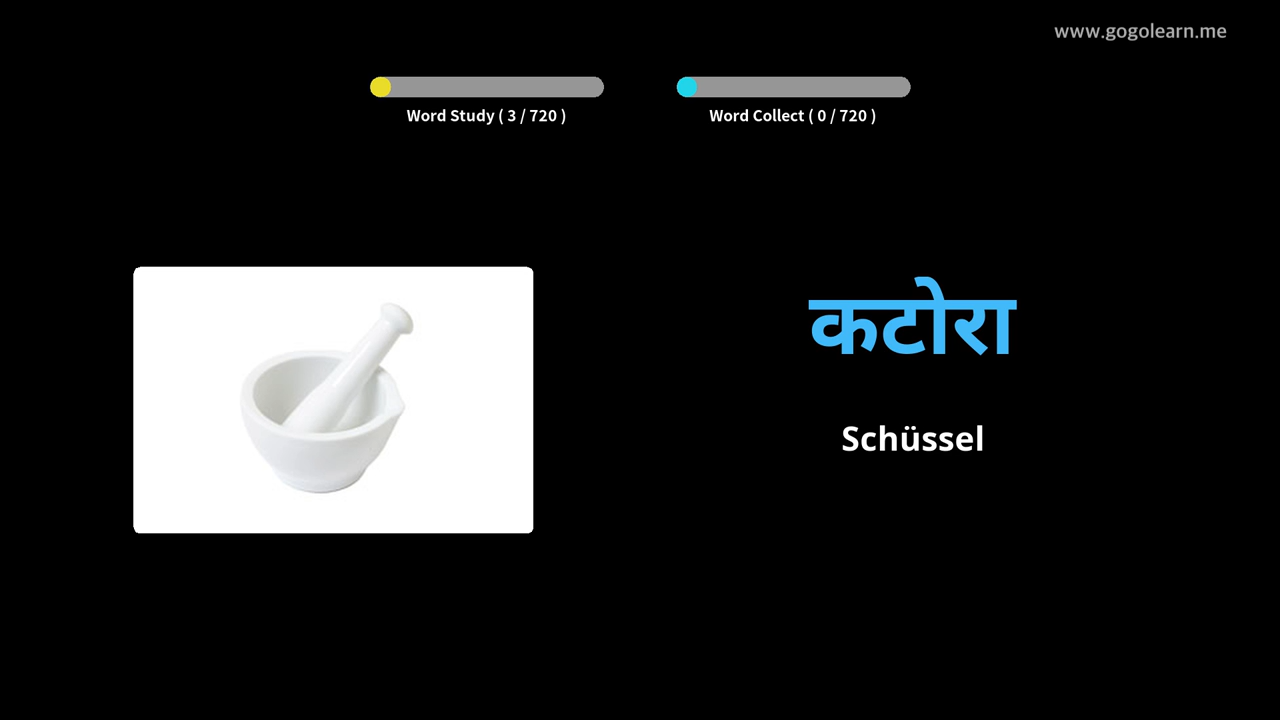 www.gogolearn.me
Word Study ( 3 / 720 )
Word Collect ( 0 / 720 )
कटोरा
Schüssel